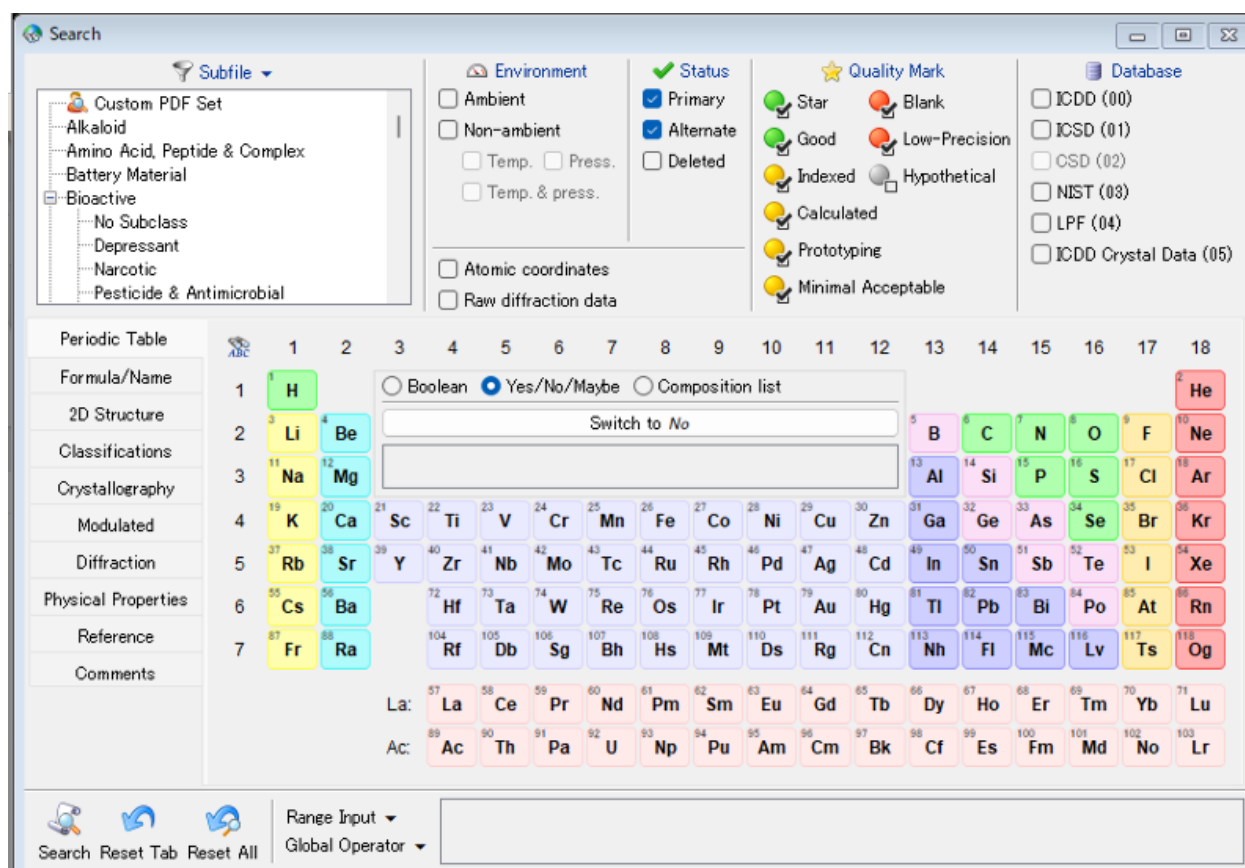 Search
Subfile
Custom PDF Set
Alkaloid
Amino Acid, Peptide & Complex
Battery Material
Bioactive
No Subclass
Depressant
Narcotic
Pesticide & Antimicrobial
Environment
Ambient
Non-ambient
Temp. Press.
Temp. & press.
Atomic coordinates
Raw diffraction data
Status
Primary
Alternate
Deleted
Quality Mark
Star Blank
Good Low-Precision
Indexed Hypothetical
Calculated
Prototyping
Minimal Acceptable
Database
ICDD (00)
ICSD (01)
CSD (02)
NIST (03)
LPF (04)
ICDD Crystal Data (05)
Periodic Table
Formula/Name
2D Structure
Classifications
Crystallography
Modulated
Diffraction
Physical Properties
Reference
Comments
ABC 1 2 3 4 5 6 7 8 9 10 11 12 13 14 15 16 17 18
Boolean Yes/No/Maybe Composition list
Switch to No
1 1 H 2 He
2 3 Li 4 Be 5 B 6 C 7 N 8 O 9 F 10 Ne
3 11 Na 12 Mg 13 Al 14 Si 15 P 16 S 17 Cl 18 Ar
4 19 K 20 Ca 21 Sc 22 Ti 23 V 24 Cr 25 Mn 26 Fe 27 Co 28 Ni 29 Cu 30 Zn 31 Ga 32 Ge 33 As 34 Se 35 Br 36 Kr
5 37 Rb 38 Sr 39 Y 40 Zr 41 Nb 42 Mo 43 Tc 44 Ru 45 Rh 46 Pd 47 Ag 48 Cd 49 In 50 Sn 51 Sb 52 Te 53 I 54 Xe
6 55 Cs 56 Ba 72 Hf 73 Ta 74 W 75 Re 76 Os 77 Ir 78 Pt 79 Au 80 Hg 81 Tl 82 Pb 83 Bi 84 Po 85 At 86 Rn
7 87 Fr 88 Ra 104 Rf 105 Db 106 Sg 107 Bh 108 Hs 109 Mt 110 Ds 111 Rg 112 Cn 113 Nh 114 Fl 115 Mc 116 Lv 117 Ts 118 Og
La: 57 La 58 Ce 59 Pr 60 Nd 61 Pm 62 Sm 63 Eu 64 Gd 65 Tb 66 Dy 67 Ho 68 Er 69 Tm 70 Yb 71 Lu
Ac: 89 Ac 90 Th 91 Pa 92 U 93 Np 94 Pu 95 Am 96 Cm 97 Bk 98 Cf 99 Es 100 Fm 101 Md 102 No 103 Lr
Search Reset Tab Reset All
Range Input
Global Operator